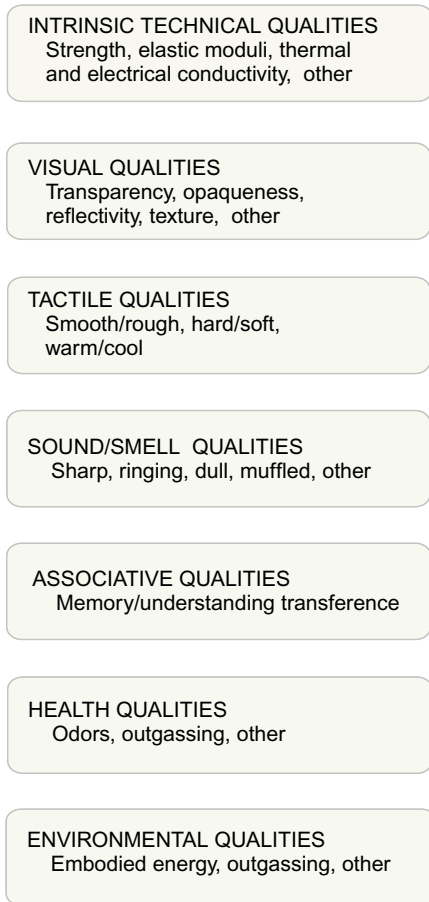 INTRINSIC TECHNICAL QUALITIES
Strength, elastic moduli, thermal
and electrical conductivity, other
VISUAL QUALITIES
Transparency, opaqueness,
reflectivity, texture, other
TACTILE QUALITIES
Smooth/rough, hard/soft,
warm/cool
SOUND/SMELL QUALITIES
Sharp, ringing, dull, muffled, other
ASSOCIATIVE QUALITIES
Memory/understanding transference
HEALTH QUALITIES
Odors, outgassing, other
ENVIRONMENTAL QUALITIES
Embodied energy, outgassing, other